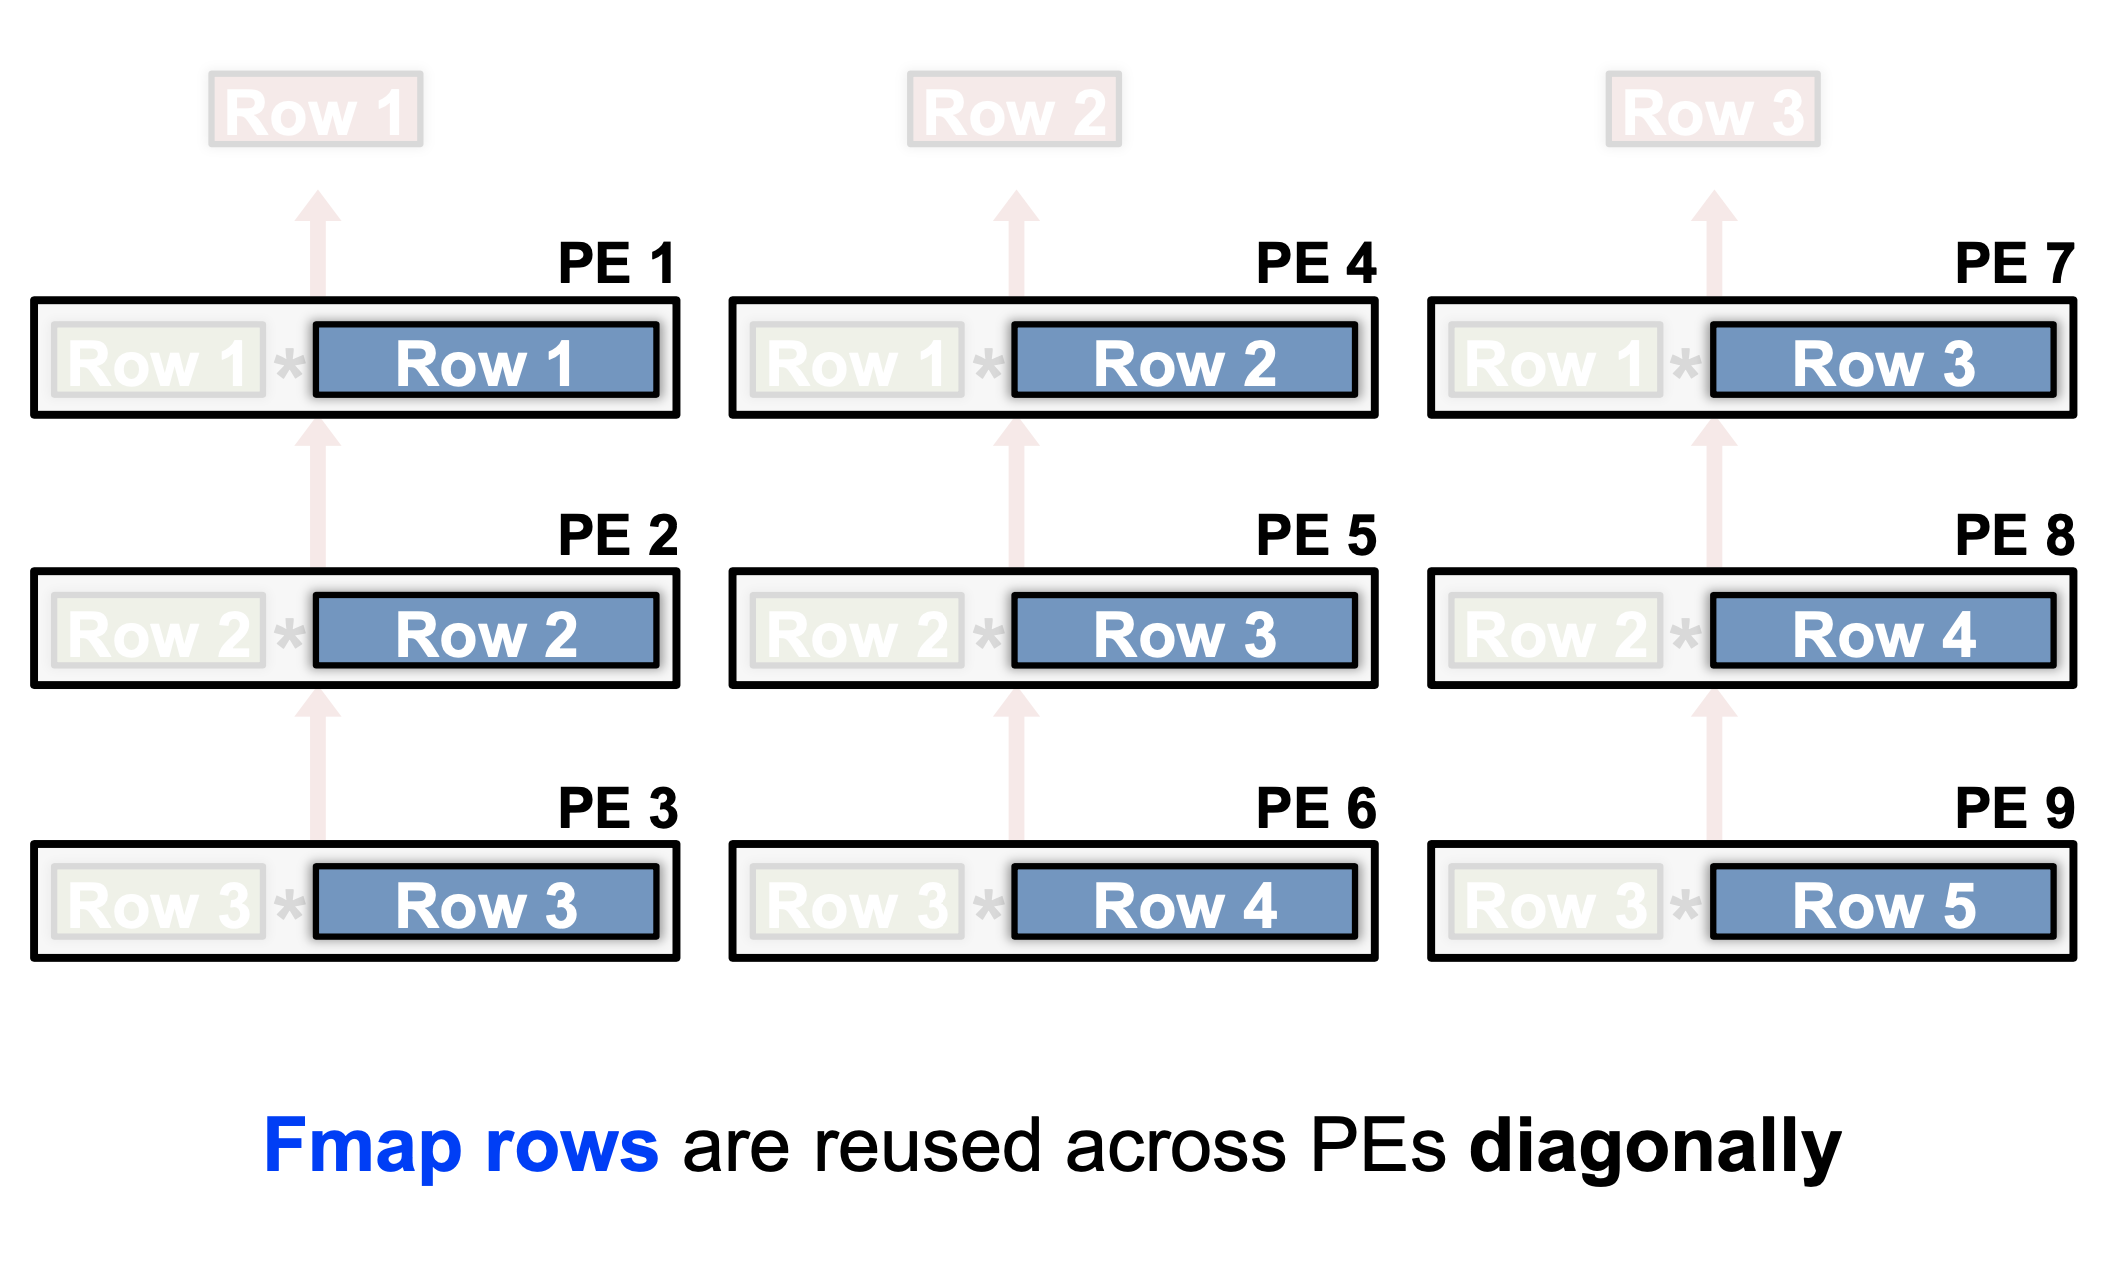 Row 1 Row 2 Row 3
PE 1 PE 4 PE 7
Row 1 * Row 1 Row 1 * Row 2 Row 1 * Row 3
PE 2 PE 5 PE 8
Row 2 * Row 2 Row 2 * Row 3 Row 2 * Row 4
PE 3 PE 6 PE 9
Row 3 * Row 3 Row 3 * Row 4 Row 3 * Row 5
Fmap rows are reused across PEs diagonally